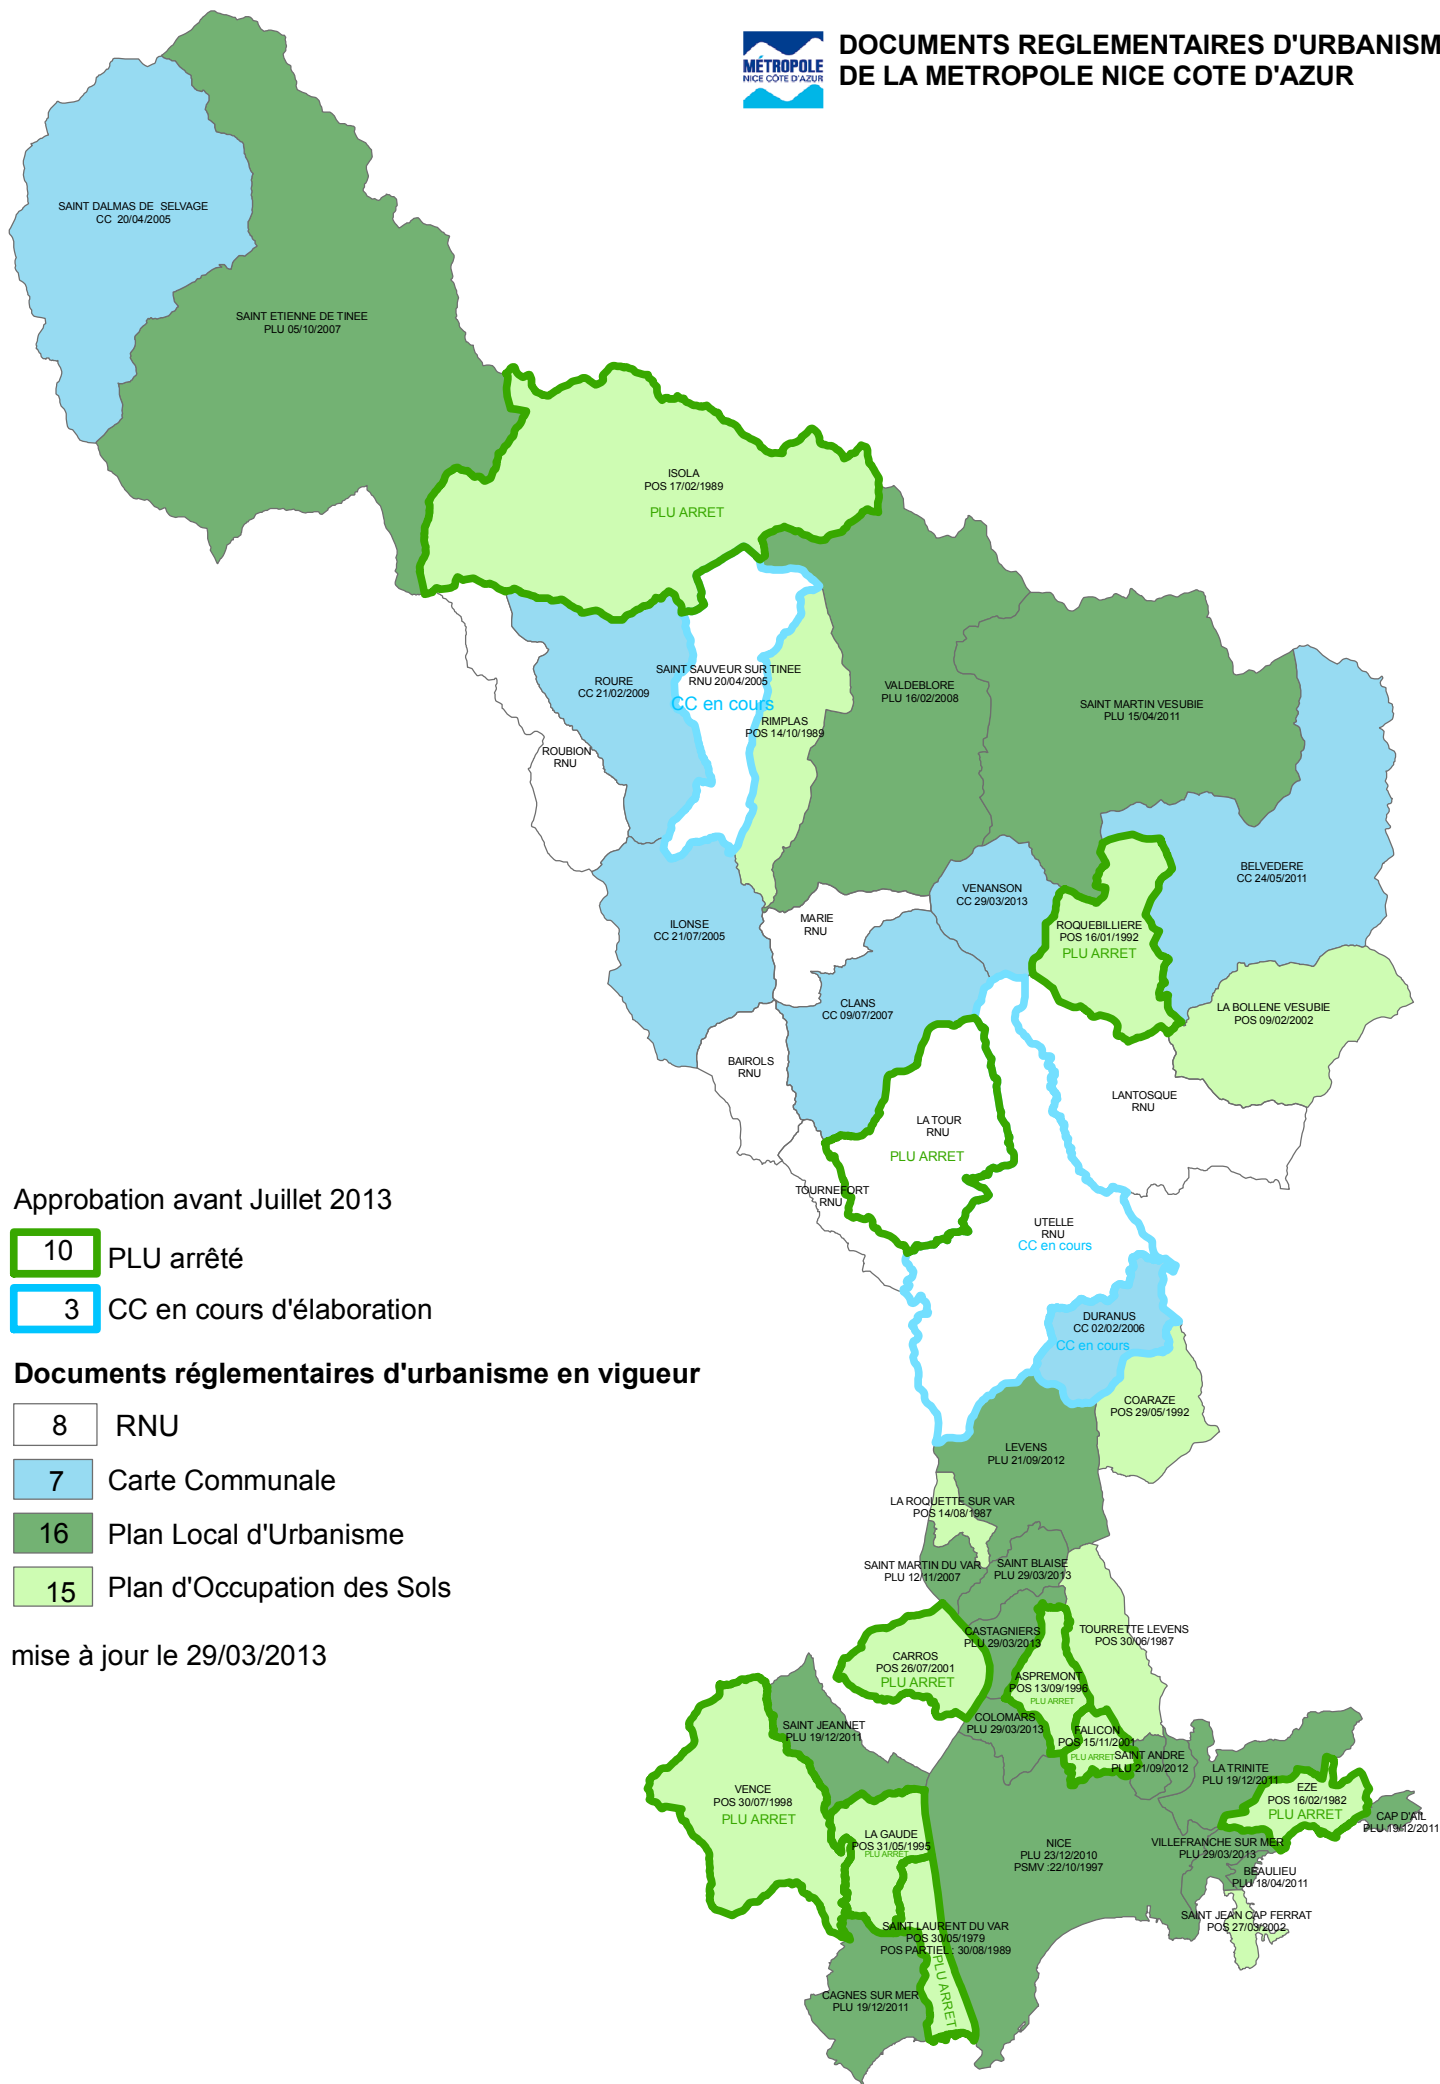 MÉTROPOLE
NICE CÔTE D'AZUR
DOCUMENTS REGLEMENTAIRES D'URBANISM
DE LA METROPOLE NICE COTE D'AZUR
SAINT DALMAS DE SELVAGE
CC 20/04/2005
SAINT ETIENNE DE TINEE
PLU 05/10/2007
ISOLA
POS 17/02/1989
PLU ARRET
ROURE
CC 21/02/2009
SAINT SAUVEUR SUR TINEE
RNU 20/04/2005
CC en cours
RIMPLAS
POS 14/10/1989
VALDEBLORE
PLU 16/02/2008
SAINT MARTIN VESUBIE
PLU 15/04/2011
ROUBION
RNU
BELVEDERE
CC 24/05/2011
VENANSON
CC 29/03/2013
ILONSE
CC 21/07/2005
MARIE
RNU
ROQUEBILLIERE
POS 16/01/1992
PLU ARRET
CLANS
CC 09/07/2007
LA BOLLENE VESUBIE
POS 09/02/2002
BAIROLS
RNU
LANTOSQUE
RNU
LA TOUR
RNU
PLU ARRET
TOURNEFORT
RNU
UTELLE
RNU
CC en cours
DURANUS
CC 02/02/2006
CC en cours
COARAZE
POS 29/05/1992
LEVENS
PLU 21/09/2012
LA ROQUETTE SUR VAR
POS 14/08/1987
SAINT MARTIN DU VAR
PLU 12/11/2007
SAINT BLAISE
PLU 29/03/2013
CASTAGNIERS
PLU 29/03/2013
TOURRETTE LEVENS
POS 30/06/1987
CARROS
POS 26/07/2001
PLU ARRET
ASPREMONT
POS 13/09/1996
PLU ARRET
SAINT JEANNET
PLU 19/12/2011
COLOMARS
PLU 29/03/2013
FALICON
POS 15/11/2001
PLU ARRET
SAINT ANDRE
PLU 21/09/2012
LA TRINITE
PLU 19/12/2011
EZE
POS 16/02/1982
PLU ARRET
CAP D'AIL
PLU 19/12/2011
VENCE
POS 30/07/1998
PLU ARRET
LA GAUDE
POS 31/05/1995
PLU ARRET
NICE
PLU 23/12/2010
PSMV :22/10/1997
VILLEFRANCHE SUR MER
PLU 29/03/2013
BEAULIEU
PLU 18/04/2011
SAINT JEAN CAP FERRAT
POS 27/03/2002
SAINT LAURENT DU VAR
POS 30/05/1979
POS PARTIEL : 30/08/1989
PLU ARRET
CAGNES SUR MER
PLU 19/12/2011
Approbation avant Juillet 2013
10 PLU arrêté
3 CC en cours d'élaboration
Documents réglementaires d'urbanisme en vigueur
8 RNU
7 Carte Communale
16 Plan Local d'Urbanisme
15 Plan d'Occupation des Sols
mise à jour le 29/03/2013